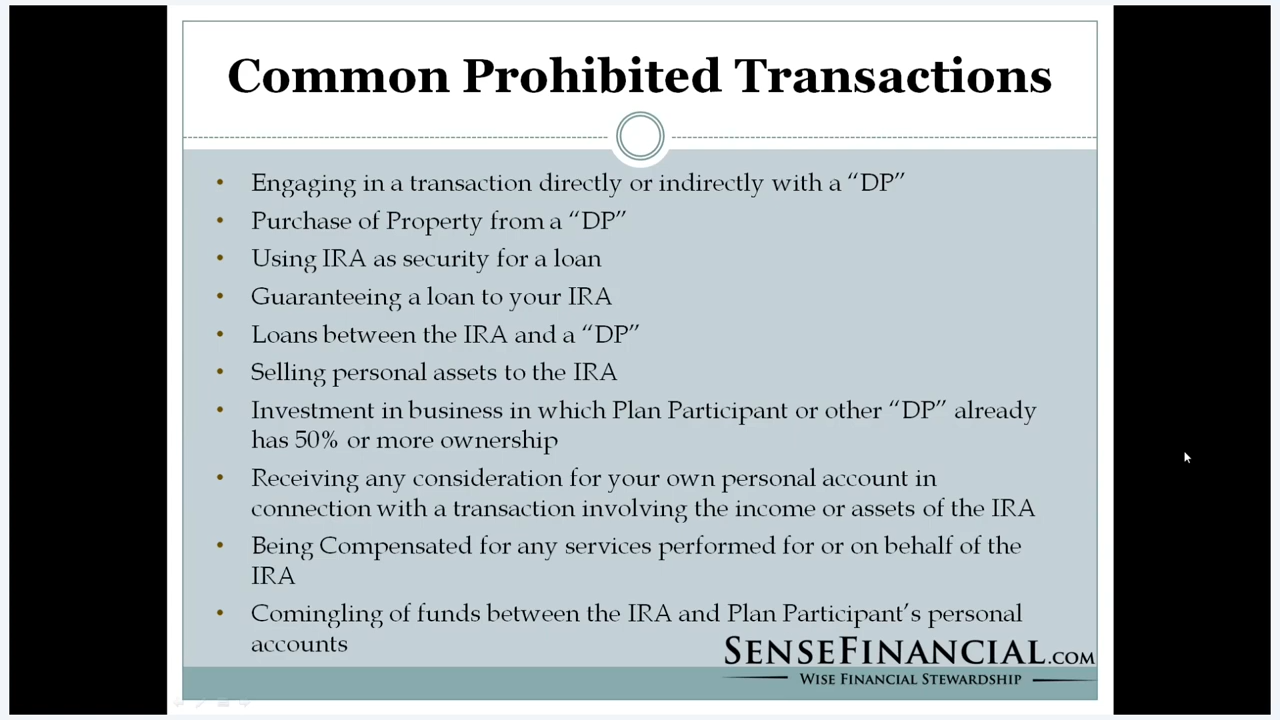 Common Prohibited Transactions
• Engaging in a transaction directly or indirectly with a “DP”
• Purchase of Property from a “DP”
• Using IRA as security for a loan
• Guaranteeing a loan to your IRA
• Loans between the IRA and a “DP”
• Selling personal assets to the IRA
• Investment in business in which Plan Participant or other “DP” already
has 50% or more ownership
• Receiving any consideration for your own personal account in
connection with a transaction involving the income or assets of the IRA
• Being Compensated for any services performed for or on behalf of the
IRA
• Comingling of funds between the IRA and Plan Participant’s personal
accounts
SENSEFINANCIAL.COM
WISE FINANCIAL STEWARDSHIP